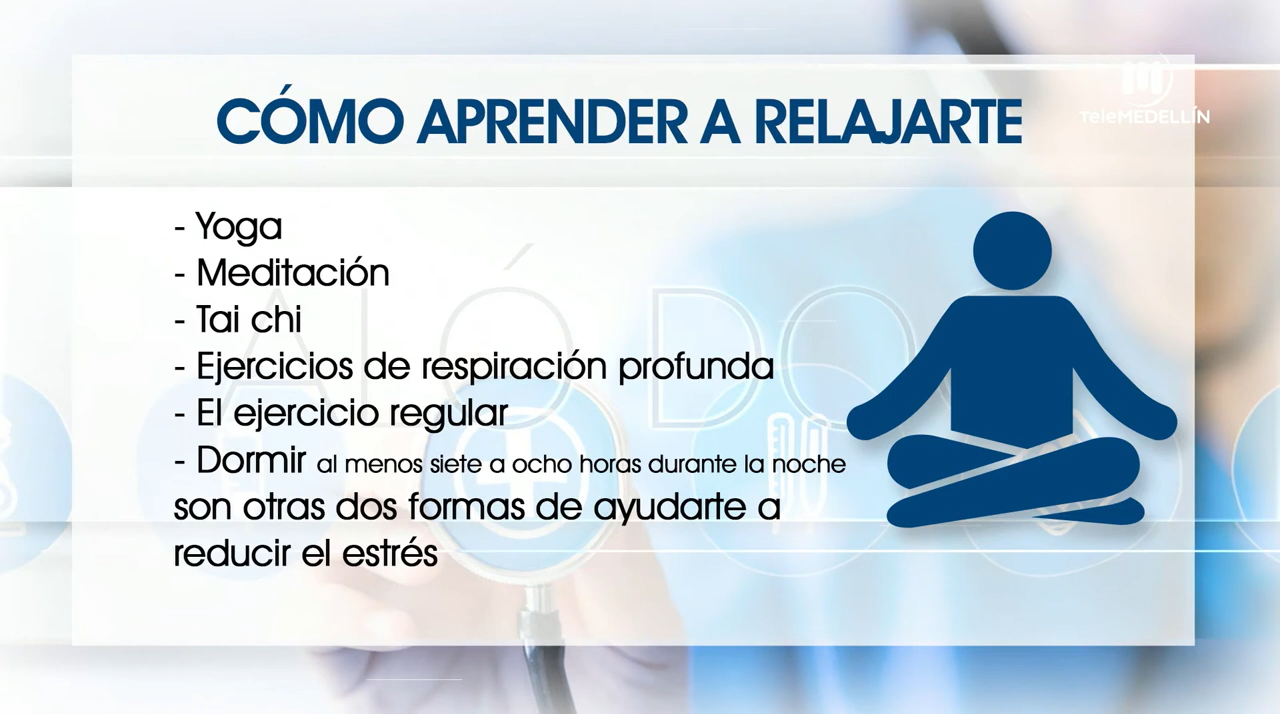 TeleMEDELLÍN
CÓMO APRENDER A RELAJARTE
- Yoga
- Meditación
- Tai chi
- Ejercicios de respiración profunda
- El ejercicio regular
- Dormir al menos siete a ocho horas durante la noche
son otras dos formas de ayudarte a
reducir el estrés